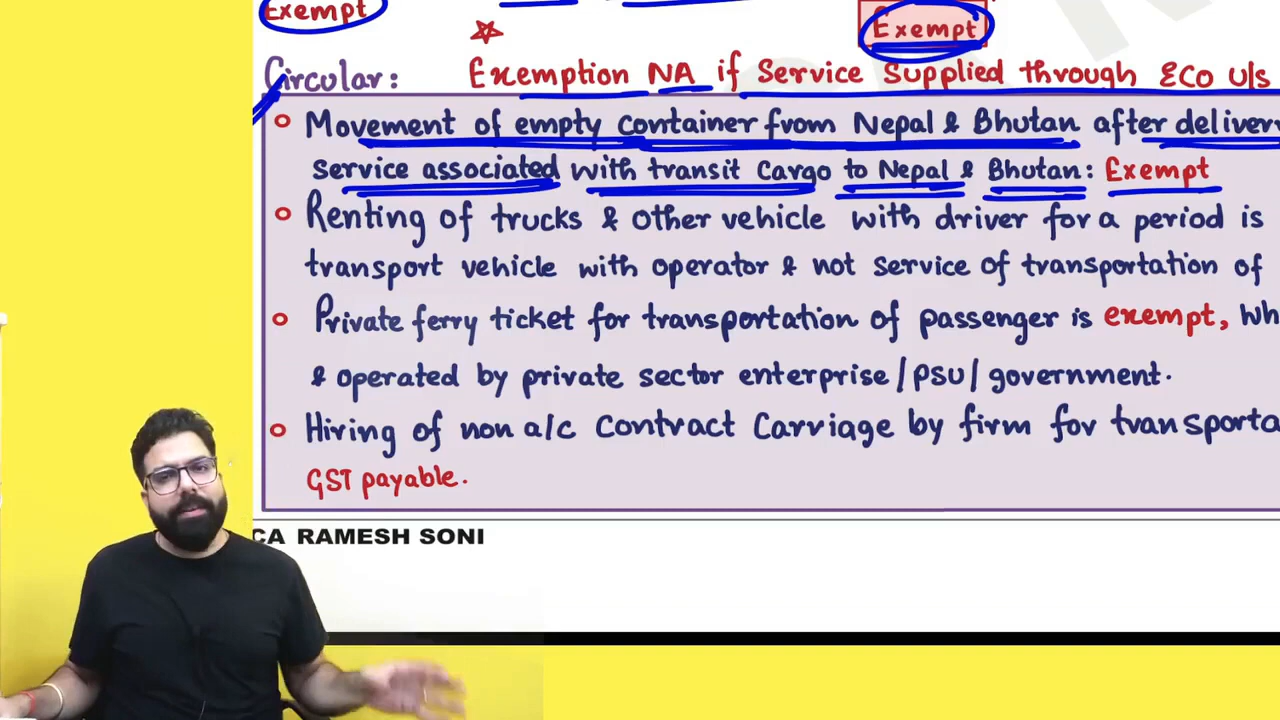 Exempt
Exempt
Circular: Exemption NA if Service Supplied through ECO u/s
Movement of empty container from Nepal & Bhutan after deliver
service associated with transit Cargo to Nepal & Bhutan: Exempt
Renting of trucks & other vehicle with driver for a period is
transport vehicle with operator & not service of transportation of
Private ferry ticket for transportation of passenger is exempt, Wh
& operated by private sector enterprise/PSU/government.
Hiring of non a/c Contract Carriage by firm for transporta
GST payable.
CA RAMESH SONI